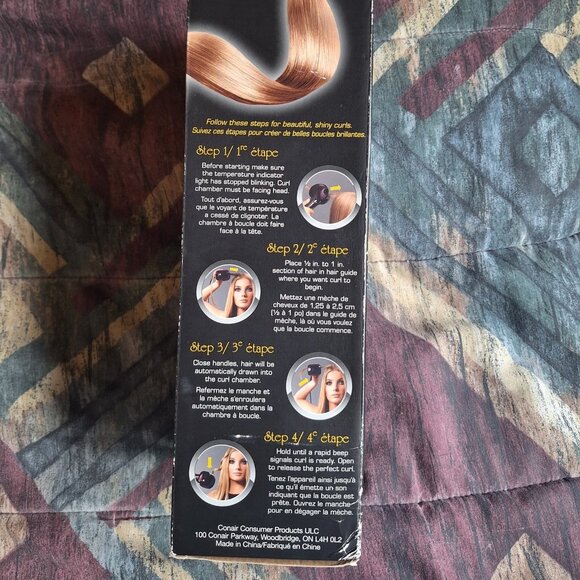 Follow these steps for beautiful, shiny curls.
Suivez ces étapes pour créer de belles boucles brillantes.
Step 1/ 1re étape
Before starting make sure
the temperature indicator
light has stopped blinking. Curl
chamber must be facing head.
Tout d'abord, assurez-vous
que le voyant de température
a cessé de clignoter. La
chambre à boucle doit faire
face à la tête.
Step 2/ 2e étape
Place ½ in. to 1 in.
section of hair in hair guide
where you want curl to
begin.
Mettez une mèche de
cheveux de 1,25 à 2,5 cm
(½ à 1 po) dans le guide de
mèche, là où vous voulez
que la boucle commence.
Step 3/ 3e étape
Close handles, hair will be
automatically drawn into
the curl chamber.
Refermez le manche et
la mèche s'enroulera
automatiquement dans la
chambre à boucle.
Step 4/ 4e étape
Hold until a rapid beep
signals curl is ready. Open
to release the perfect curl.
Tenez l'appareil ainsi jusqu'à
ce qu'il émette un son
indiquant que la boucle est
prête. Ouvrez le manche
pour en dégager la mèche.
Conair Consumer Products ULC
100 Conair Parkway, Woodbridge, ON L4H 0L2
Made in China/Fabriqué en Chine